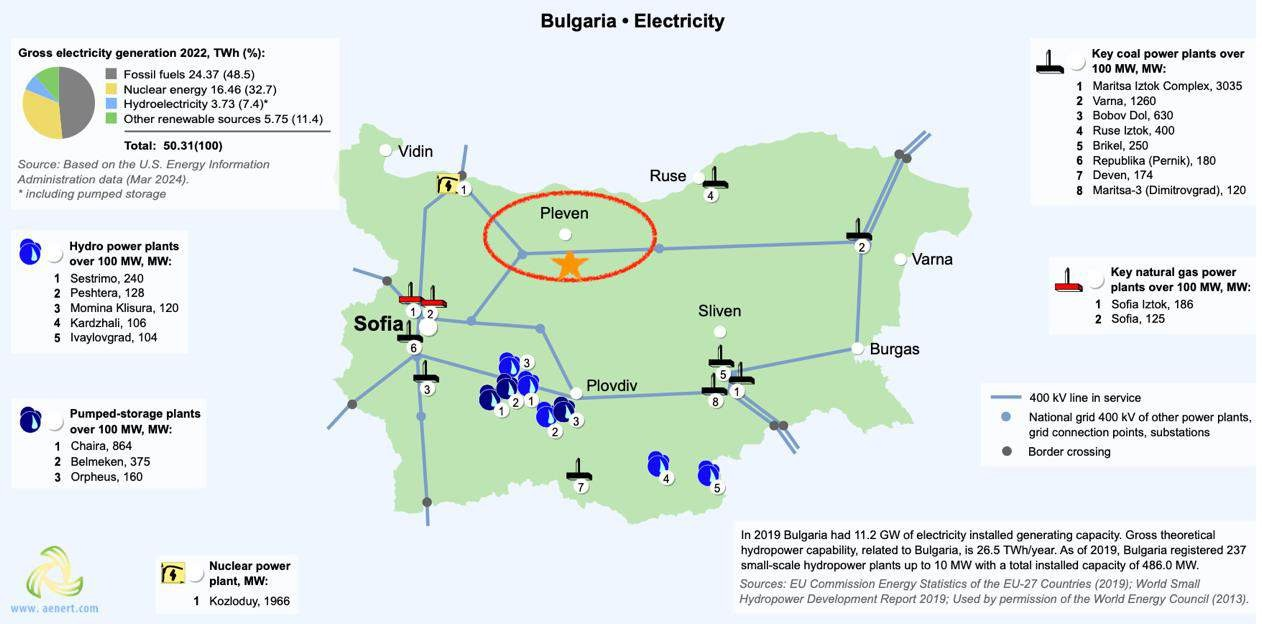 Bulgaria • Electricity
Gross electricity generation 2022, TWh (%):
Fossil fuels 24.37 (48.5)
Nuclear energy 16.46 (32.7)
Hydroelectricity 3.73 (7.4)*
Other renewable sources 5.75 (11.4)
Total: 50.31(100)
Source: Based on the U.S. Energy Information
Administration data (Mar 2024).
* including pumped storage
Hydro power plants
over 100 MW, MW:
1 Sestrimo, 240
2 Peshtera, 128
3 Momina Klisura, 120
4 Kardzhali, 106
5 Ivaylovgrad, 104
Pumped-storage plants
over 100 MW, MW:
1 Chaira, 864
2 Belmeken, 375
3 Orpheus, 160
www. aenert.com
Nuclear power
plant, MW:
1 Kozloduy, 1966
Vidin
1
Pleven
Ruse
4
2
Varna
1
2
Sofia
6
3
Sliven
5
1
8
Burgas
Plovdiv
3
1
2
1
2
3
7
4
5
Key coal power plants over
100 MW, MW:
1 Maritsa Iztok Complex, 3035
2 Varna, 1260
3 Bobov Dol, 630
4 Ruse Iztok, 400
5 Brikel, 250
6 Republika (Pernik), 180
7 Deven, 174
8 Maritsa-3 (Dimitrovgrad), 120
Key natural gas power
plants over 100 MW, MW:
1 Sofia Iztok, 186
2 Sofia, 125
400 kV line in service
National grid 400 kV of other power plants,
grid connection points, substations
Border crossing
In 2019 Bulgaria had 11.2 GW of electricity installed generating capacity. Gross theoretical
hydropower capability, related to Bulgaria, is 26.5 TWh/year. As of 2019, Bulgaria registered 237
small-scale hydropower plants up to 10 MW with a total installed capacity of 486.0 MW.
Sources: EU Commission Energy Statistics of the EU-27 Countries (2019); World Small
Hydropower Development Report 2019; Used by permission of the World Energy Council (2013).